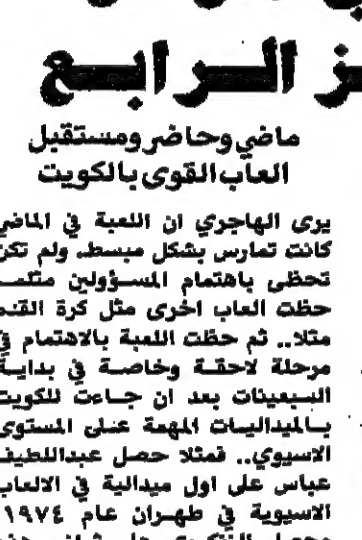 ز الرابع
ماضي وحاضر ومستقبل
العاب القوى بالكويت
يرى الهاجري ان اللعبة في الماضي
كانت تمارس بشكل مبسط، ولم تكن
تحظى باهتمام المسؤولين مثلمـ
حظت العاب اخرى مثل كرة القدم
مثلا.. ثم حظت اللعبة بالاهتمام في
مرحلة لاحقة وخاصة في بداية
السبعينات بعد ان جاءت للكويت
بالميداليات المهمة على المستوى
الاسيوي.. فمثلا حصل عبداللطيف
عباس على اول ميدالية في الالعاب
الاسيوية في طهران عام ١٩٧٤